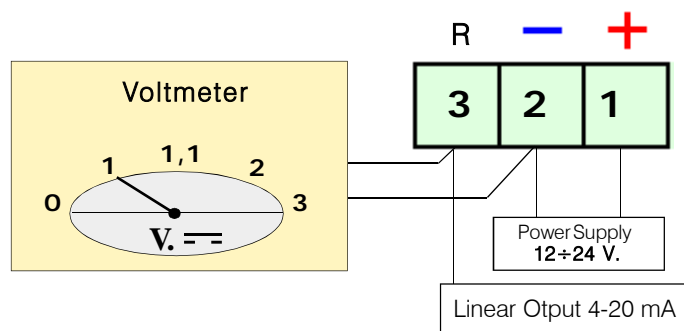 R − +
3 2 1
Voltmeter
0 1 1,1 2 3
V.
Power Supply
12÷24 V.
Linear Otput 4-20 mA